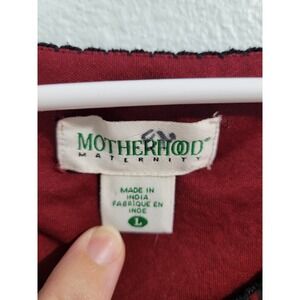 MOTHERHOOD
MATERNITY
MADE IN
INDIA
FABRIQUE EN
INDE
L